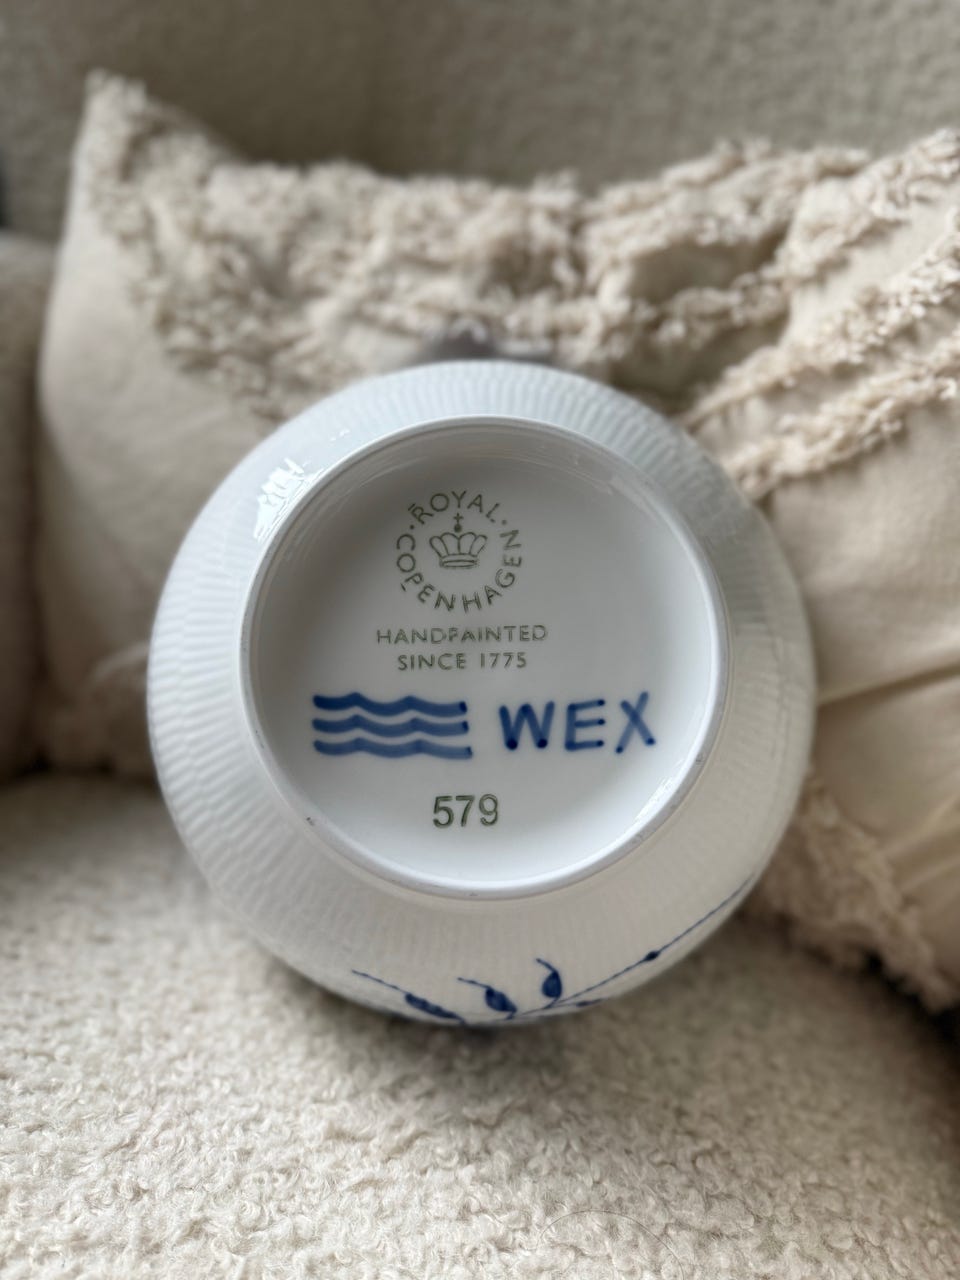 ROYAL
COPENHAGEN
HANDPAINTED
SINCE 1775
WEX
579